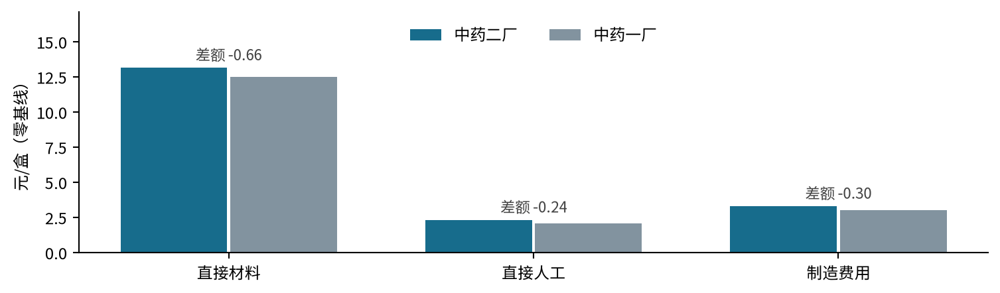 中药二厂 中药一厂
元/盒（零基线）
15.0
12.5
10.0
7.5
5.0
2.5
0.0
差额 -0.66
差额 -0.24
差额 -0.30
直接材料 直接人工 制造费用